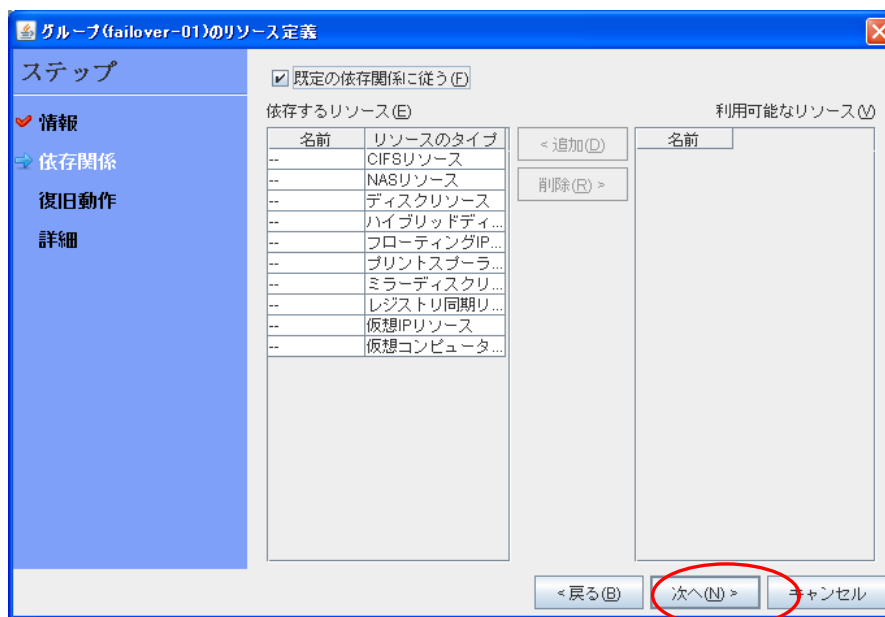 グループ(failover-01)のリソース定義
ステップ
情報
依存関係
復旧動作
詳細
既定の依存関係に従う(F)
依存するリソース(E)
利用可能なリソース(V)
名前 リソースのタイプ
-- CIFSリソース
-- NASリソース
-- ディスクリソース
-- ハイブリッドディ...
-- フローティングIP...
-- プリントスプーラ...
-- ミラーディスクリ...
-- レジストリ同期リ...
-- 仮想IPリソース
-- 仮想コンピュータ...
< 追加(D)
削除(R) >
名前
< 戻る(B)
次へ(N) >
キャンセル